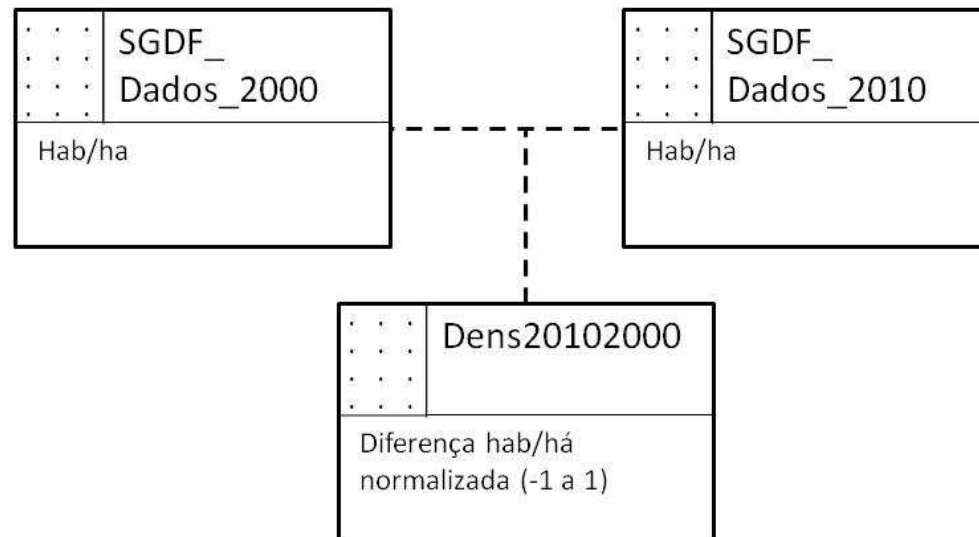 SGDF_
Dados_2000
Hab/ha
SGDF_
Dados_2010
Hab/ha
Dens20102000
Diferença hab/há
normalizada (-1 a 1)